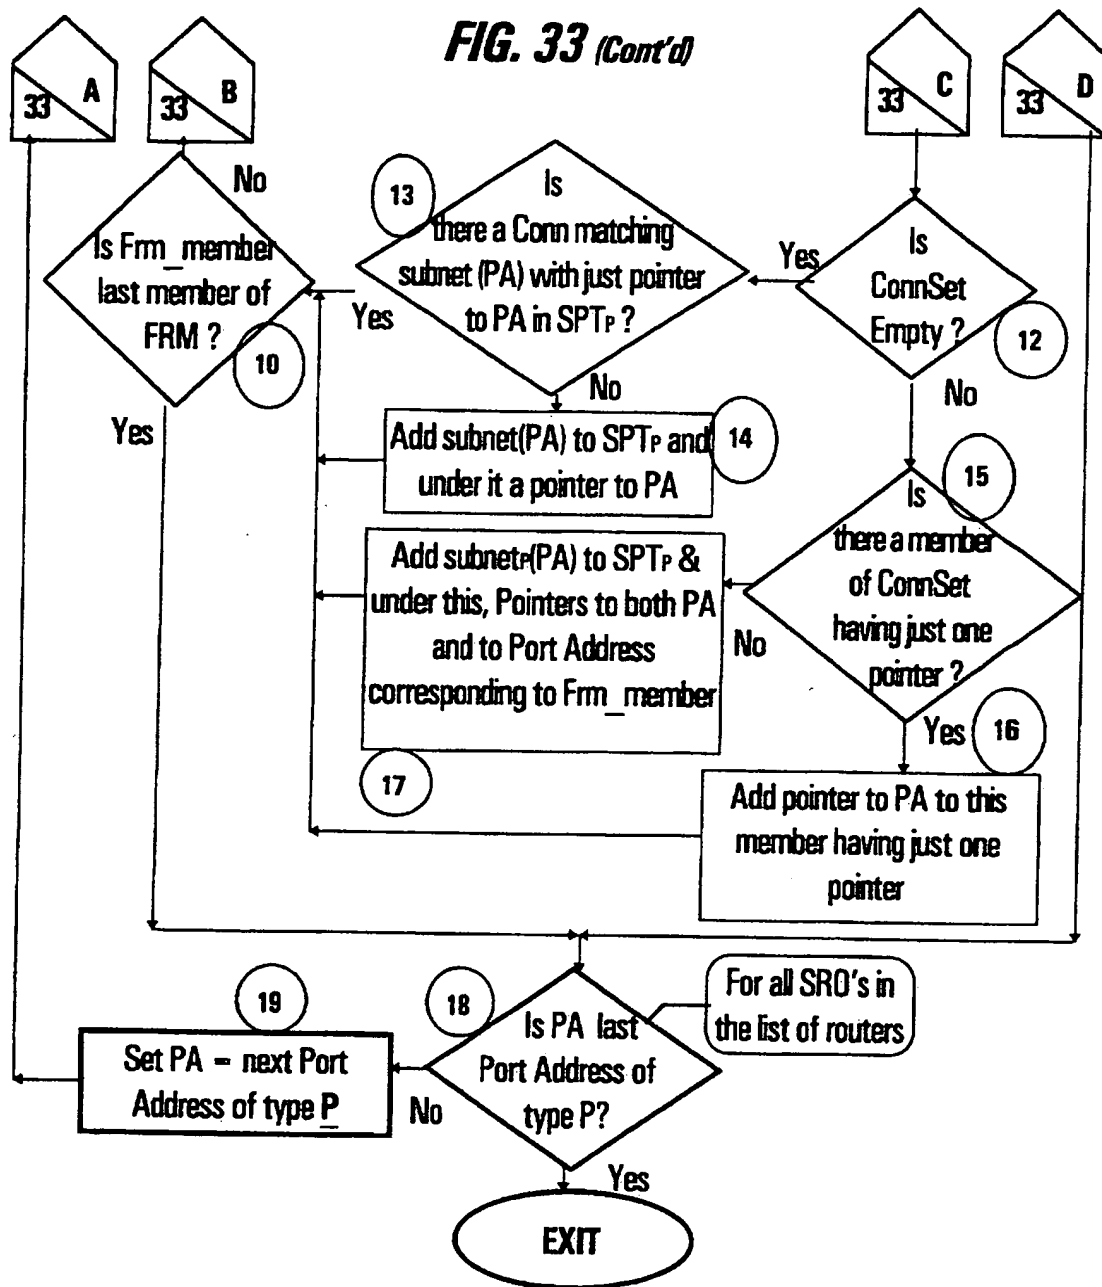 FIG. 33 (Cont'd)
33 A
33 B
33 C
33 D
No
Is Frm_member
last member of
FRM ?
10
Yes
13
Is
there a Conn matching
subnet (PA) with just pointer
to PA in SPTP ?
Yes
No
Yes
Is
ConnSet
Empty ?
12
No
Add subnet(PA) to SPTP and
under it a pointer to PA
14
15
Is
there a member
of ConnSet
having just one
pointer ?
No
Yes
Add subnetP(PA) to SPTP &
under this, Pointers to both PA
and to Port Address
corresponding to Frm_member
17
16
Add pointer to PA to this
member having just one
pointer
19
Set PA = next Port
Address of type P
18
Is PA last
Port Address of
type P?
For all SRO's in
the list of routers
No
Yes
EXIT